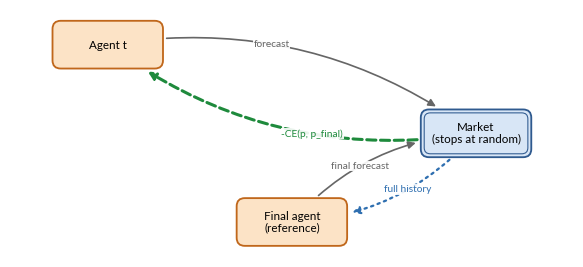 Agent t
forecast
Market
(stops at random)
-CE(p; p_final)
final forecast
full history
Final agent
(reference)